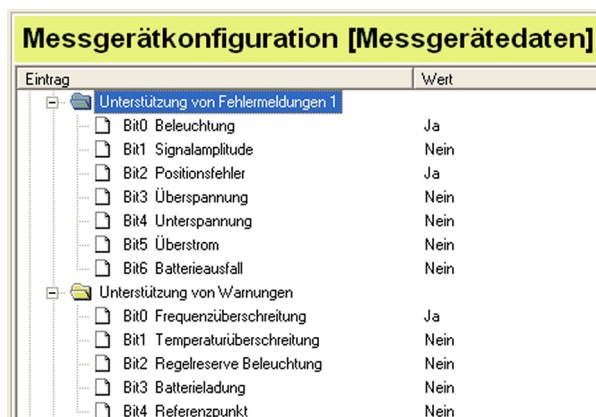 Messgerätkonfiguration [Messgerätedaten]
Eintrag Wert
Unterstützung von Fehlermeldungen 1
Bit0 Beleuchtung Ja
Bit1 Signalamplitude Nein
Bit2 Positionsfehler Ja
Bit3 Überspannung Nein
Bit4 Unterspannung Nein
Bit5 Überstrom Nein
Bit6 Batterieausfall Nein
Unterstützung von Warnungen
Bit0 Frequenzüberschreitung Ja
Bit1 Temperaturüberschreitung Nein
Bit2 Regelreserve Beleuchtung Nein
Bit3 Batterieladung Nein
Bit4 Referenzpunkt Nein